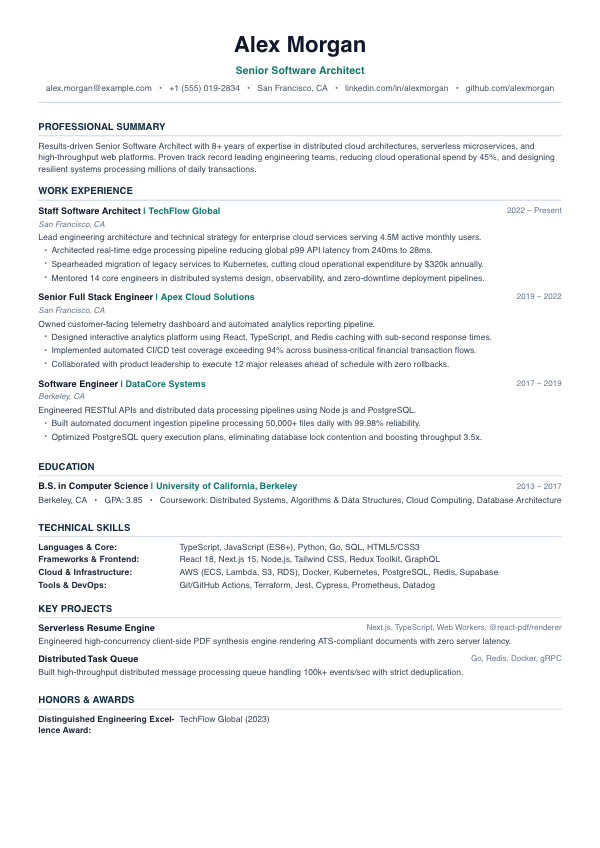 Alex Morgan
Senior Software Architect
alex.morgan@example.com • +1 (555) 019-2834 • San Francisco, CA • linkedin.com/in/alexmorgan • github.com/alexmorgan
PROFESSIONAL SUMMARY
Results-driven Senior Software Architect with 8+ years of expertise in distributed cloud architectures, serverless microservices, and
high-throughput web platforms. Proven track record leading engineering teams, reducing cloud operational spend by 45%, and designing
resilient systems processing millions of daily transactions.
WORK EXPERIENCE
Staff Software Architect | TechFlow Global 2022 – Present
San Francisco, CA
Lead engineering architecture and technical strategy for enterprise cloud services serving 4.5M active monthly users.
• Architected real-time edge processing pipeline reducing global p99 API latency from 240ms to 28ms.
• Spearheaded migration of legacy services to Kubernetes, cutting cloud operational expenditure by $320k annually.
• Mentored 14 core engineers in distributed systems design, observability, and zero-downtime deployment pipelines.
Senior Full Stack Engineer | Apex Cloud Solutions 2019 – 2022
San Francisco, CA
Owned customer-facing telemetry dashboard and automated analytics reporting pipeline.
• Designed interactive analytics platform using React, TypeScript, and Redis caching with sub-second response times.
• Implemented automated CI/CD test coverage exceeding 94% across business-critical financial transaction flows.
• Collaborated with product leadership to execute 12 major releases ahead of schedule with zero rollbacks.
Software Engineer | DataCore Systems 2017 – 2019
Berkeley, CA
Engineered RESTful APIs and distributed data processing pipelines using Node.js and PostgreSQL.
• Built automated document ingestion pipeline processing 50,000+ files daily with 99.98% reliability.
• Optimized PostgreSQL query execution plans, eliminating database lock contention and boosting throughput 3.5x.
EDUCATION
B.S. in Computer Science | University of California, Berkeley 2013 – 2017
Berkeley, CA • GPA: 3.85 • Coursework: Distributed Systems, Algorithms & Data Structures, Cloud Computing, Database Architecture
TECHNICAL SKILLS
Languages & Core: TypeScript, JavaScript (ES6+), Python, Go, SQL, HTML5/CSS3
Frameworks & Frontend: React 18, Next.js 15, Node.js, Tailwind CSS, Redux Toolkit, GraphQL
Cloud & Infrastructure: AWS (ECS, Lambda, S3, RDS), Docker, Kubernetes, PostgreSQL, Redis, Supabase
Tools & DevOps: Git/GitHub Actions, Terraform, Jest, Cypress, Prometheus, Datadog
KEY PROJECTS
Serverless Resume Engine Next.js, TypeScript, Web Workers, @react-pdf/renderer
Engineered high-concurrency client-side PDF synthesis engine rendering ATS-compliant documents with zero server latency.
Distributed Task Queue Go, Redis, Docker, gRPC
Built high-throughput distributed message processing queue handling 100k+ events/sec with strict deduplication.
HONORS & AWARDS
Distinguished Engineering Excel- TechFlow Global (2023)
lence Award: